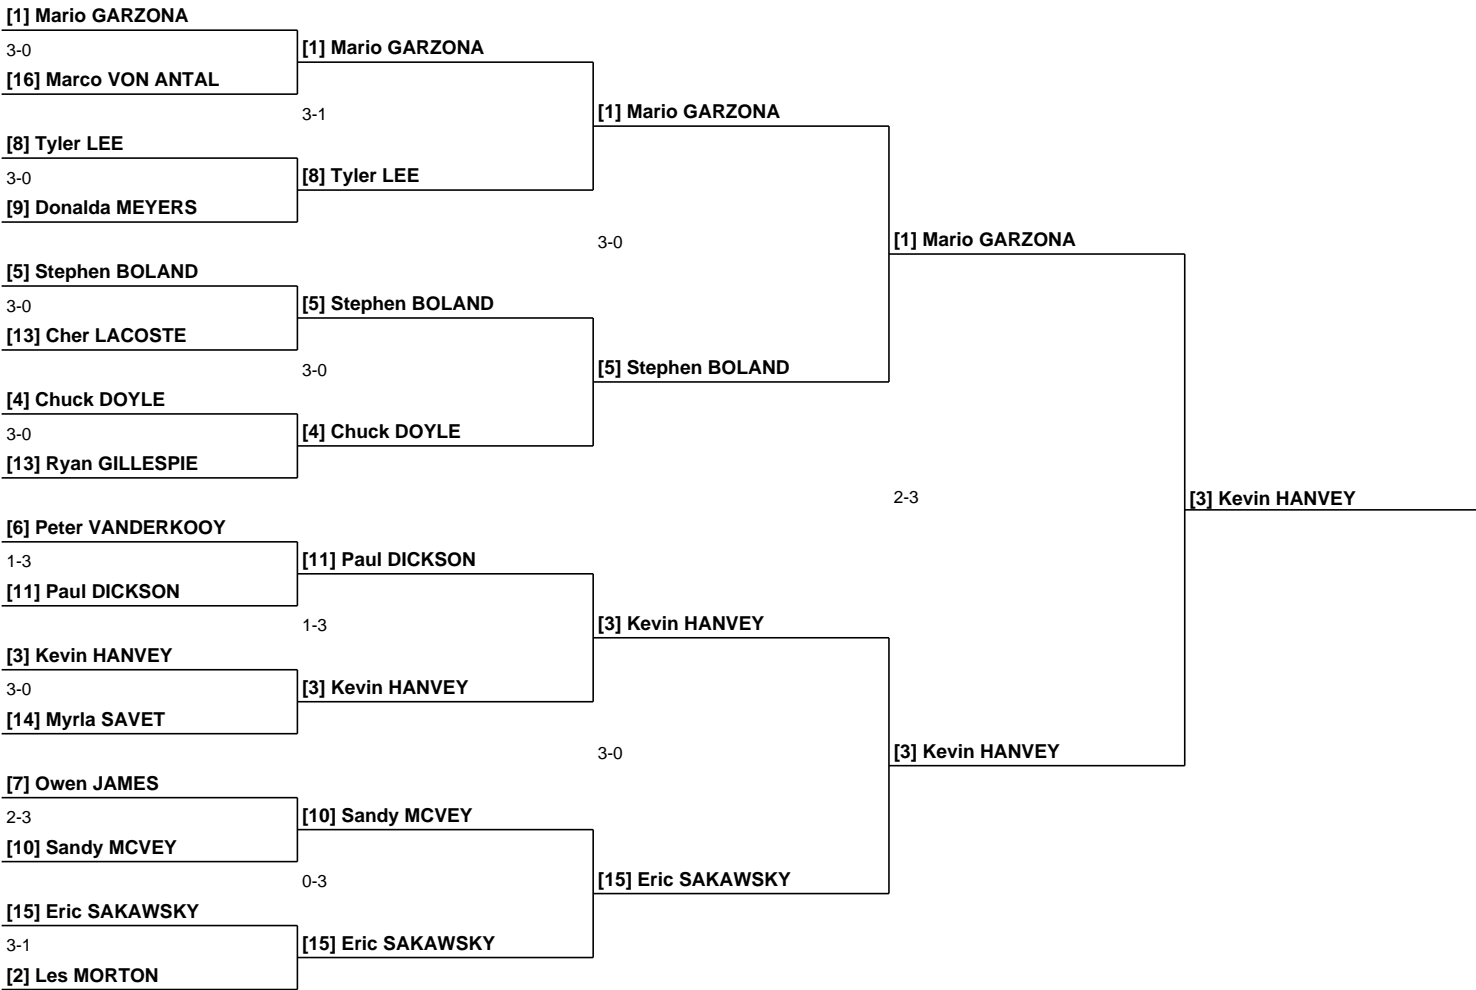 [1] Mario GARZONA
3-0
[16] Marco VON ANTAL
[8] Tyler LEE
3-0
[9] Donalda MEYERS
[5] Stephen BOLAND
3-0
[13] Cher LACOSTE
[4] Chuck DOYLE
3-0
[13] Ryan GILLESPIE
[6] Peter VANDERKOOY
1-3
[11] Paul DICKSON
[3] Kevin HANVEY
3-0
[14] Myrla SAVET
[7] Owen JAMES
2-3
[10] Sandy MCVEY
[15] Eric SAKAWSKY
3-1
[2] Les MORTON
[1] Mario GARZONA
3-1
[8] Tyler LEE
[5] Stephen BOLAND
3-0
[4] Chuck DOYLE
[11] Paul DICKSON
1-3
[3] Kevin HANVEY
[10] Sandy MCVEY
0-3
[15] Eric SAKAWSKY
[1] Mario GARZONA
3-0
[5] Stephen BOLAND
[3] Kevin HANVEY
3-0
[15] Eric SAKAWSKY
[1] Mario GARZONA
2-3
[3] Kevin HANVEY
[3] Kevin HANVEY